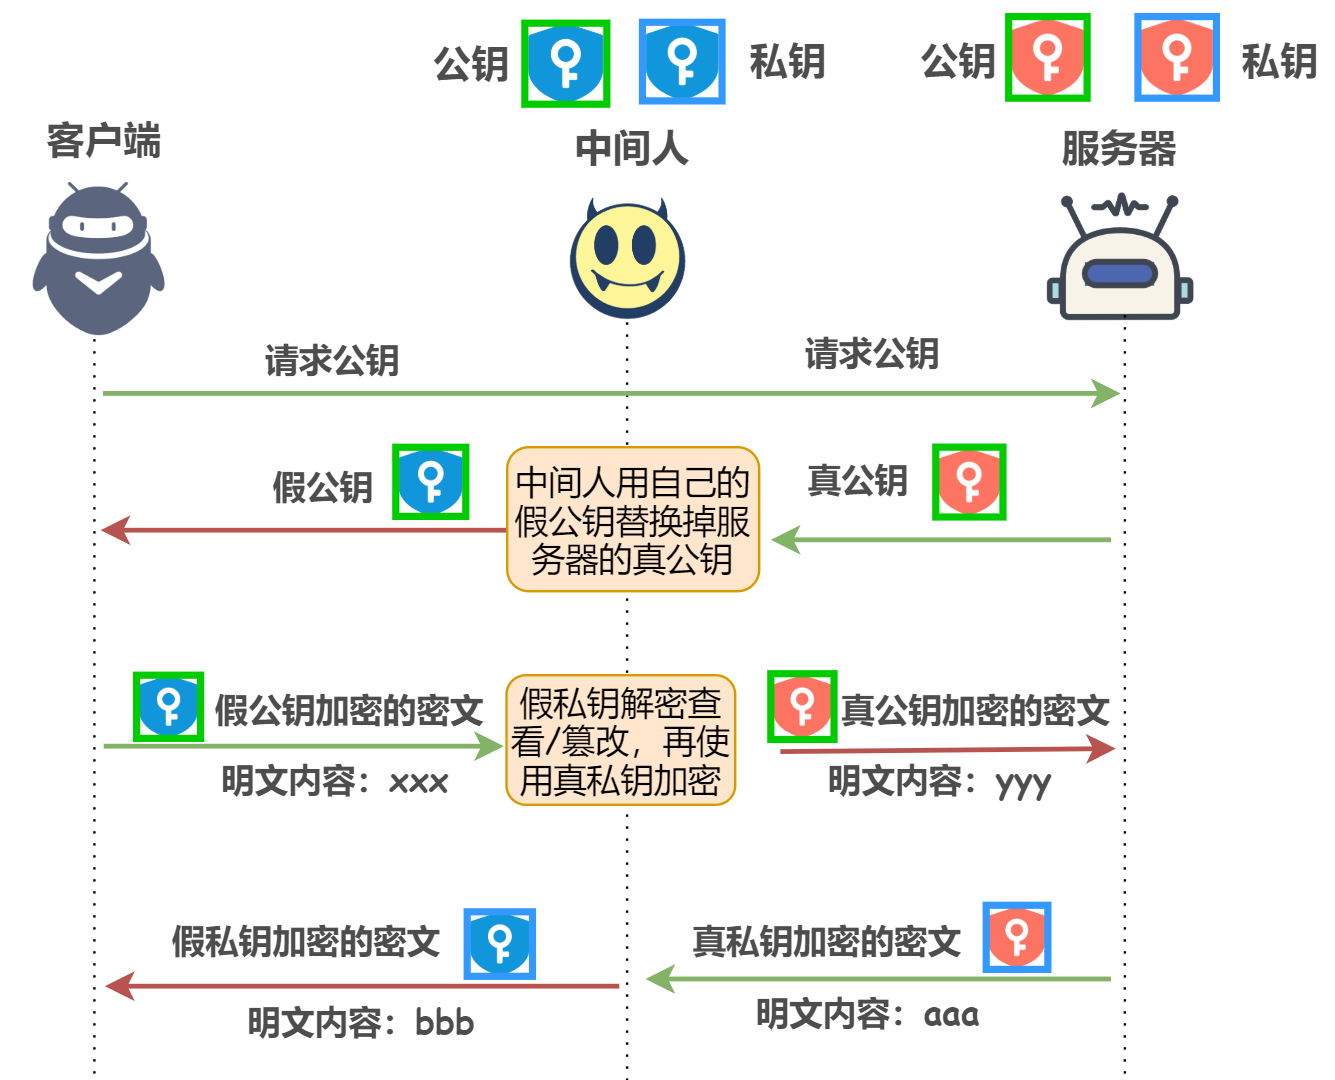 公钥
私钥
公钥
私钥
客户端
中间人
服务器
请求公钥
请求公钥
假公钥
中间人用自己的
假公钥替换掉服
务器的真公钥
真公钥
假公钥加密的密文
明文内容：xxx
假私钥解密查
看/篡改，再使
用真私钥加密
真公钥加密的密文
明文内容：yyy
假私钥加密的密文
明文内容：bbb
真私钥加密的密文
明文内容：aaa